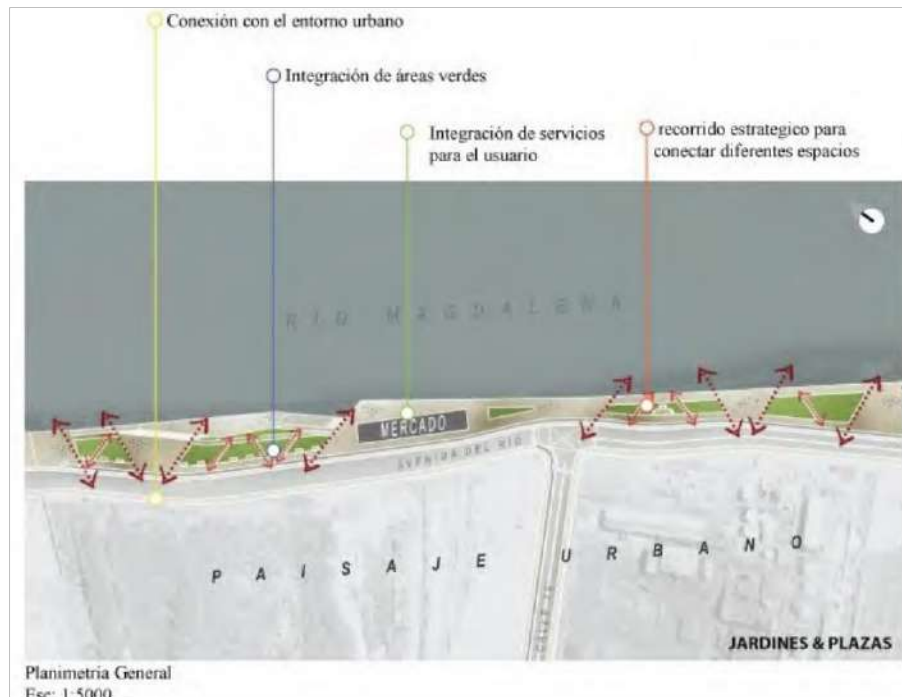 Conexión con el entorno urbano
Integración de áreas verdes
Integración de servicios
para el usuario
recorrido estrategico para
conectar diferentes espacios
RIO MAGDALENA
MERCADO
AVENIDA DEL RIO
PAISAJE URBANO
JARDINES & PLAZAS
Planimetria General
Esc: 1:5000